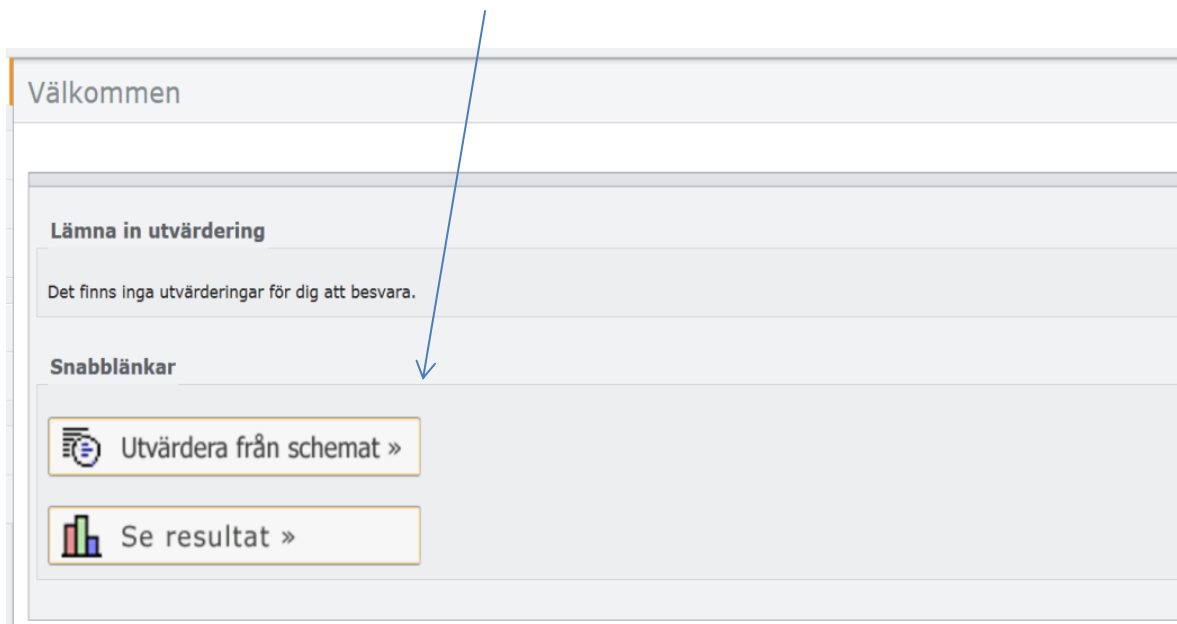 Välkommen
Lämna in utvärdering
Det finns inga utvärderingar för dig att besvara.
Snabblänkar
Utvärdera från schemat »
Se resultat »